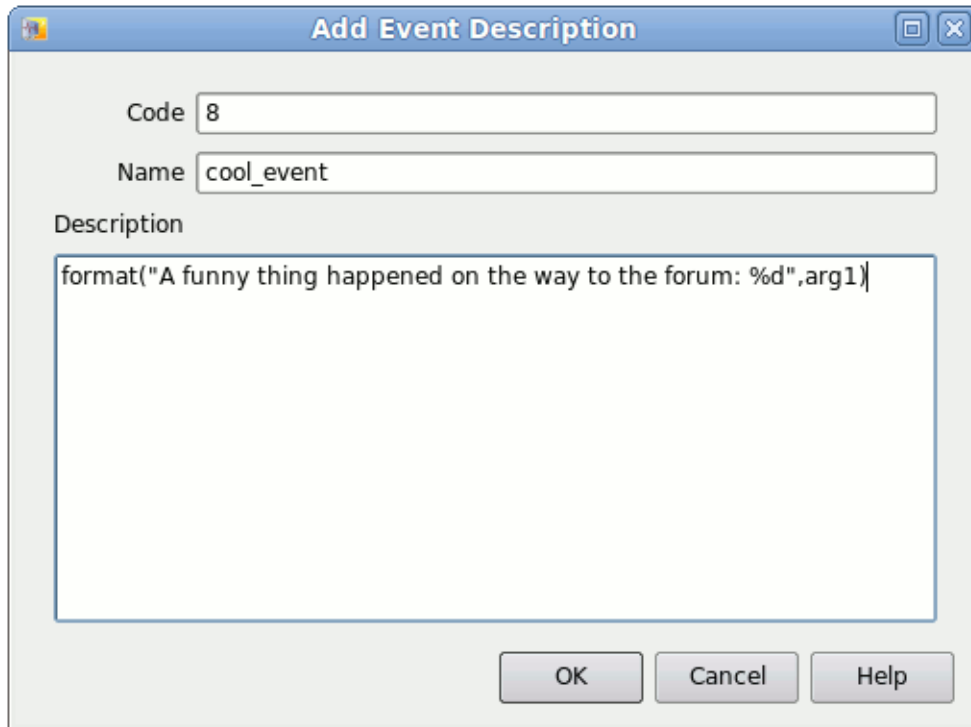 Add Event Description
Code 8
Name cool_event
Description
format("A funny thing happened on the way to the forum: %d",arg1)
OK Cancel Help